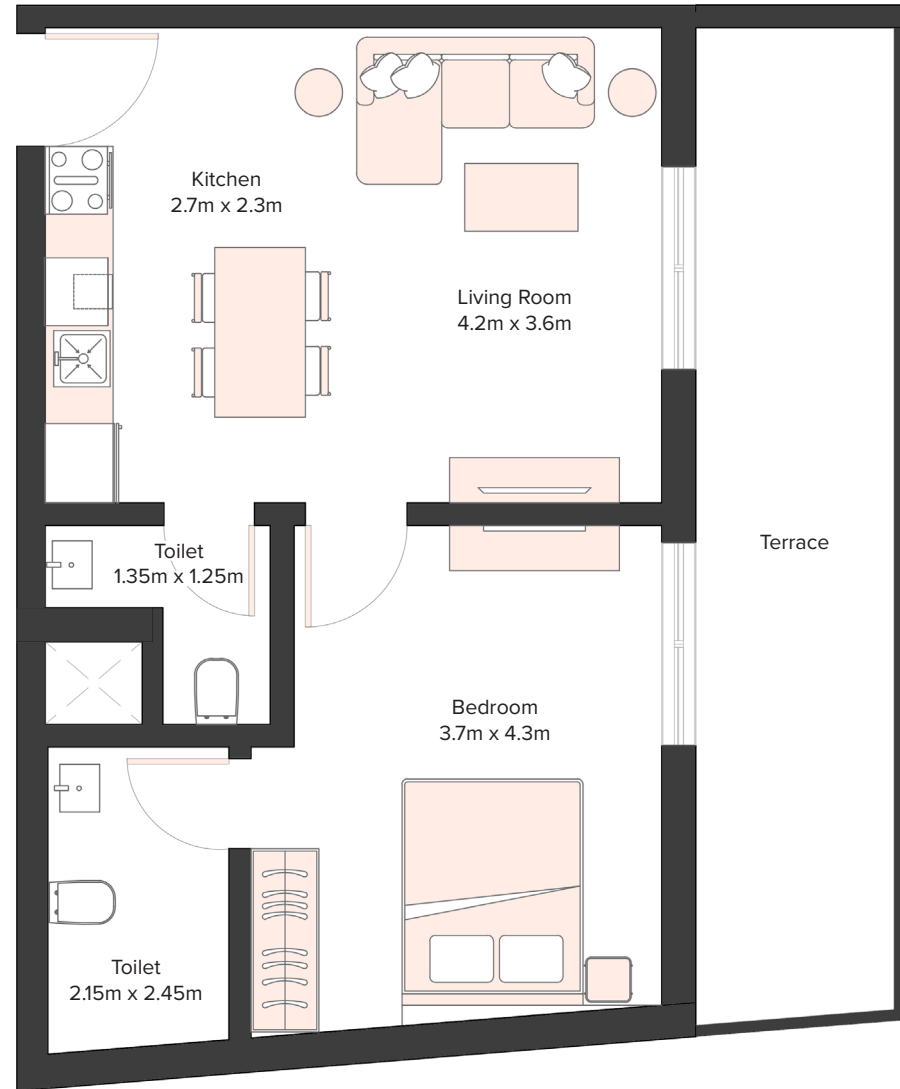 Kitchen
2.7m x 2.3m
Living Room
4.2m x 3.6m
Toilet
1.35m x 1.25m
Terrace
Bedroom
3.7m x 4.3m
Toilet
2.15m x 2.45m